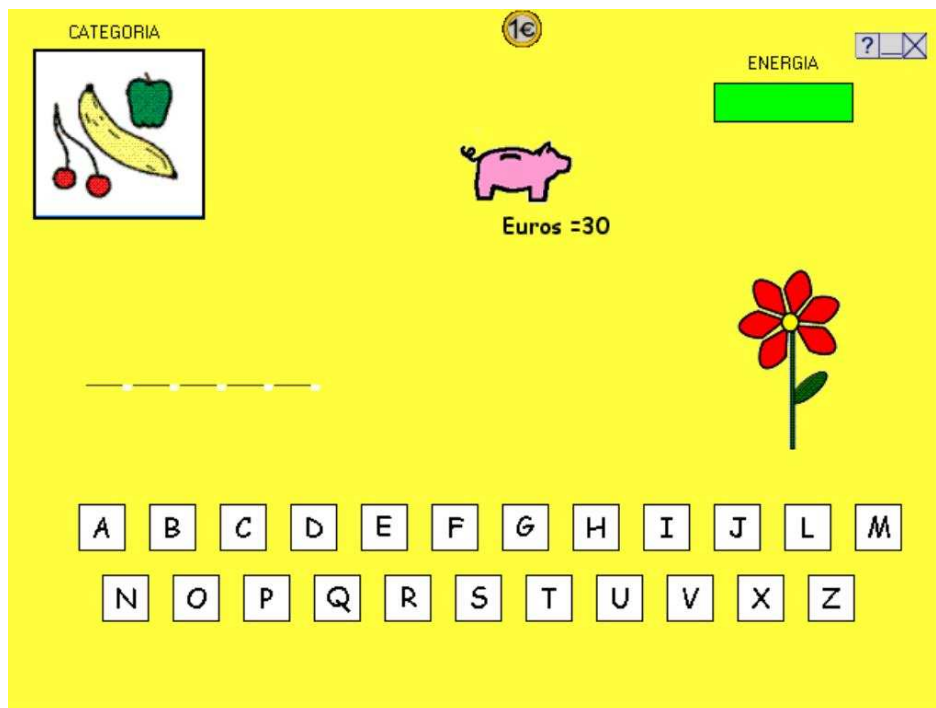 CATEGORIA
1€
?
ENERGIA
Euros =30
A B C D E F G H I J L M
N O P Q R S T U V X Z